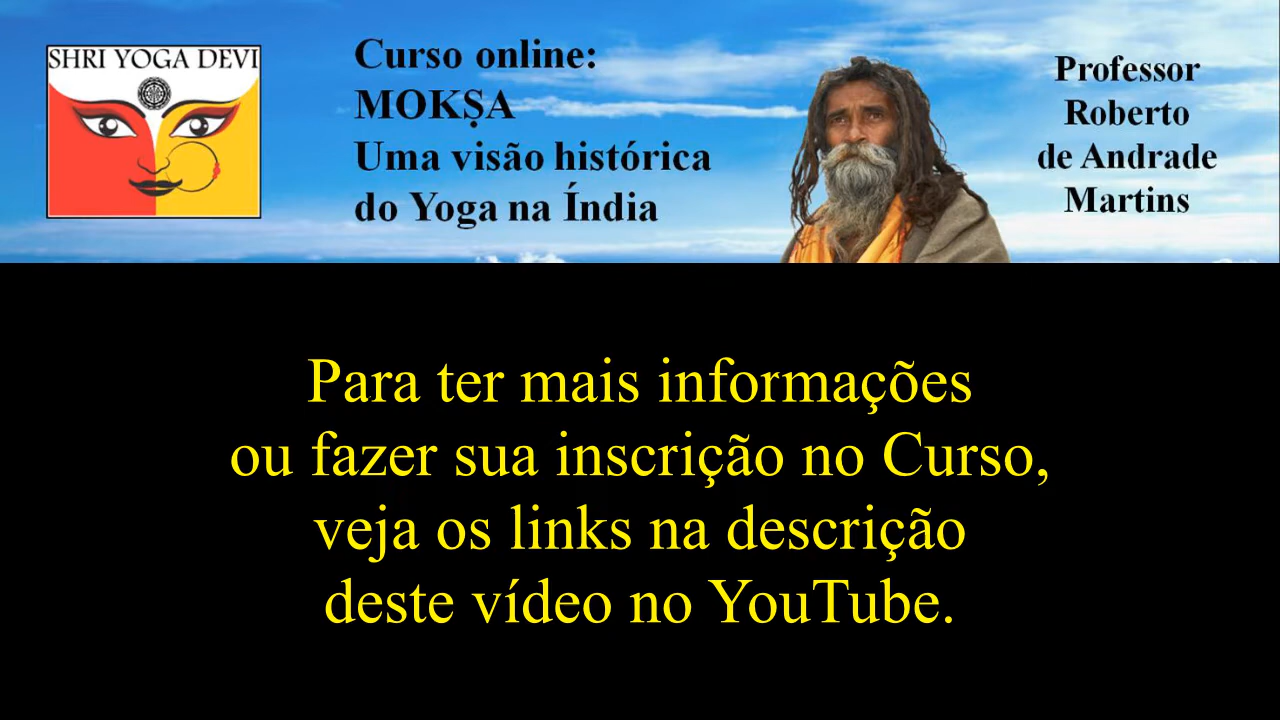 SHRI YOGA DEVI
Curso online:
MOKṢA
Uma visão histórica
do Yoga na Índia
Professor
Roberto
de Andrade
Martins
Para ter mais informações
ou fazer sua inscrição no Curso,
veja os links na descrição
deste vídeo no YouTube.